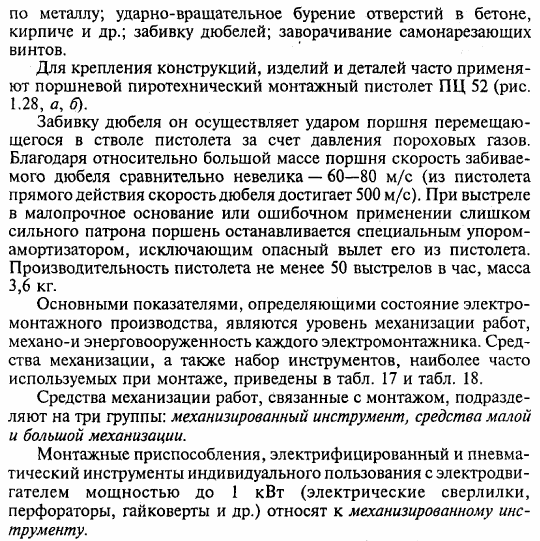 по металлу; ударно-вращательное бурение отверстий в бетоне,
кирпиче и др.; забивку дюбелей; заворачивание самонарезающих
винтов.
Для крепления конструкций, изделий и деталей часто применя-
ют поршневой пиротехнический монтажный пистолет ПЦ 52 (рис.
1.28, а, б).
Забивку дюбеля он осуществляет ударом поршня перемещаю-
щегося в стволе пистолета за счет давления пороховых газов.
Благодаря относительно большой массе поршня скорость забивае-
мого дюбеля сравнительно невелика — 60—80 м/с (из пистолета
прямого действия скорость дюбеля достигает 500 м/с). При выстреле
в малопрочное основание или ошибочном применении слишком
сильного патрона поршень останавливается специальным упором-
амортизатором, исключающим опасный вылет его из пистолета.
Производительность пистолета не менее 50 выстрелов в час, масса
3,6 кг.
Основными показателями, определяющими состояние электро-
монтажного производства, являются уровень механизации работ,
механо-и энерговооруженность каждого электромонтажника. Сред-
ства механизации, а также набор инструментов, наиболее часто
используемых при монтаже, приведены в табл. 17 и табл. 18.
Средства механизации работ, связанные с монтажом, подразде-
ляют на три группы: механизированный инструмент, средства малой
и большой механизации.
Монтажные приспособления, электрифицированный и пневма-
тический инструменты индивидуального пользования с электродви-
гателем мощностью до 1 кВт (электрические сверлилки,
перфораторы, гайковерты и др.) относят к механизированному инс-
трументу.